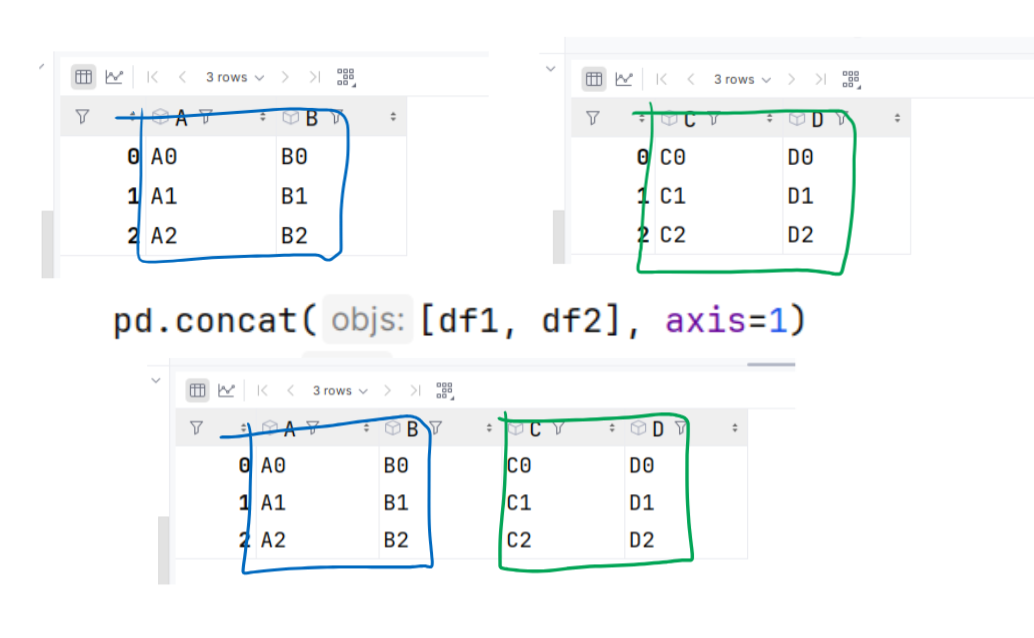 3 rows
A B
0 A0 B0
1 A1 B1
2 A2 B2
3 rows
C D
0 C0 D0
1 C1 D1
2 C2 D2
pd.concat( objs: [df1, df2], axis=1)
3 rows
A B C D
0 A0 B0 C0 D0
1 A1 B1 C1 D1
2 A2 B2 C2 D2